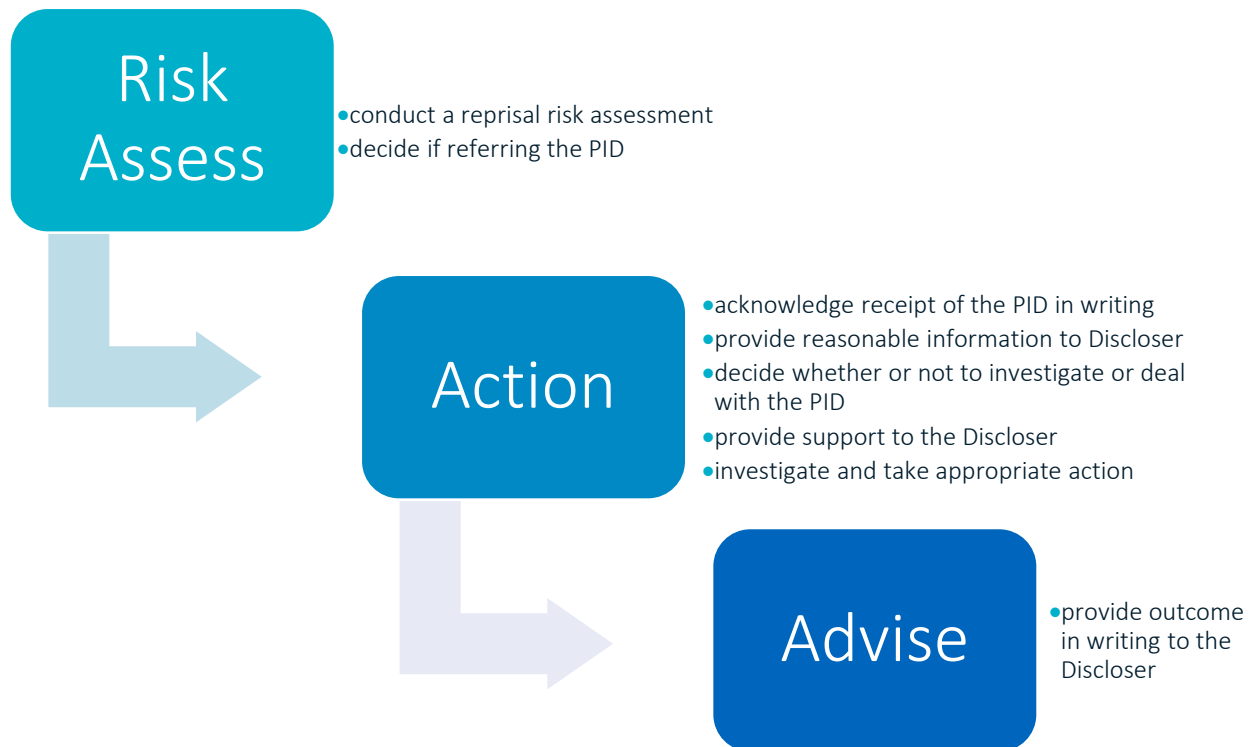 Risk
Assess
•conduct a reprisal risk assessment
•decide if referring the PID
Action
•acknowledge receipt of the PID in writing
•provide reasonable information to Discloser
•decide whether or not to investigate or deal
with the PID
•provide support to the Discloser
•investigate and take appropriate action
Advise
•provide outcome
in writing to the
Discloser